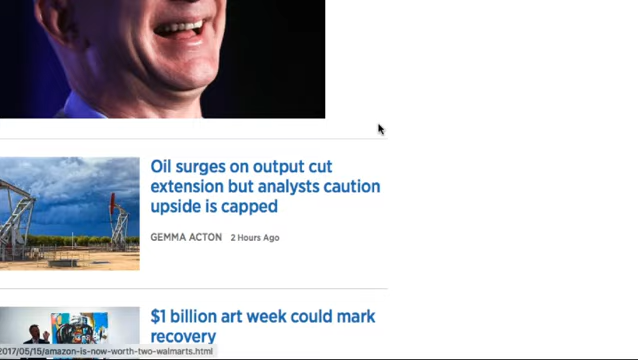 Oil surges on output cut
extension but analysts caution
upside is capped
GEMMA ACTON 2 Hours Ago
$1 billion art week could mark
recovery
2017/05/15/amazon-is-now-worth-two-walmarts.html